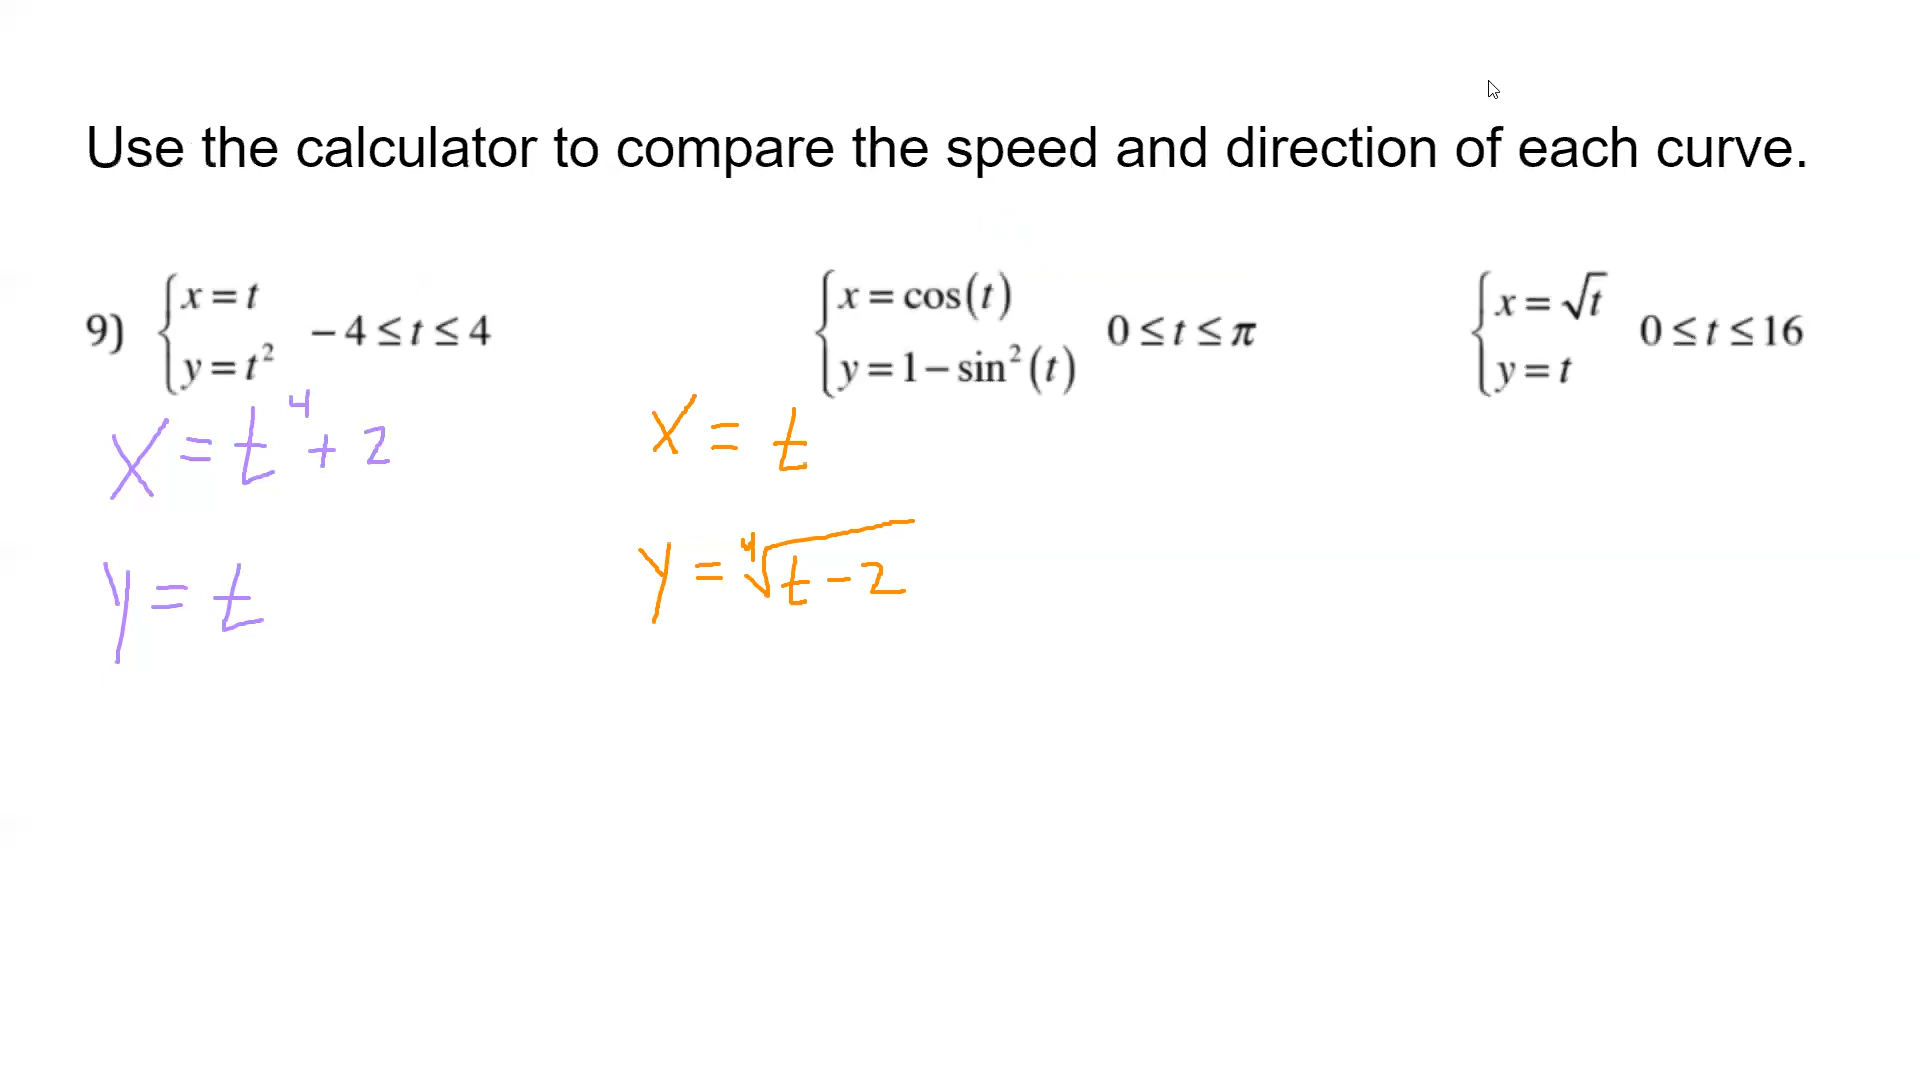 Use the calculator to compare the speed and direction of each curve.
9) { x = t
y = t² − 4 ≤ t ≤ 4
{ x = cos(t)
y = 1 − sin²(t) 0 ≤ t ≤ π
{ x = √t
y = t 0 ≤ t ≤ 16
x = t⁴ + 2
y = t
x = t
y = ⁴√(t − 2)